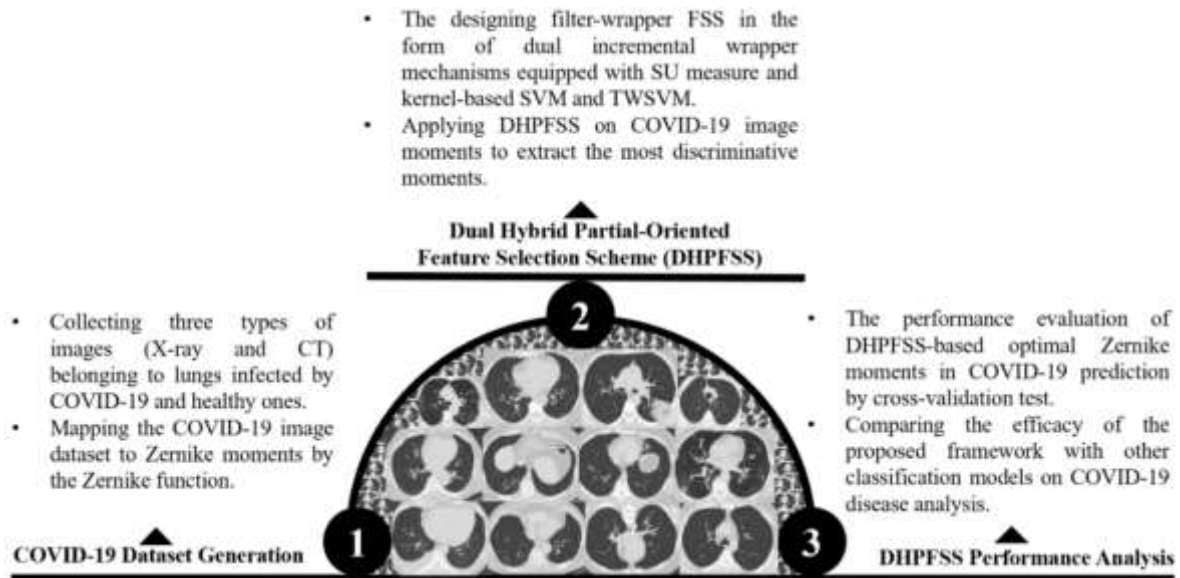 • The designing filter-wrapper FSS in the
form of dual incremental wrapper
mechanisms equipped with SU measure and
kernel-based SVM and TWSVM.
• Applying DHPFSS on COVID-19 image
moments to extract the most discriminative
moments.
Dual Hybrid Partial-Oriented
Feature Selection Scheme (DHPFSS)
2
• Collecting three types of
images (X-ray and CT)
belonging to lungs infected by
COVID-19 and healthy ones.
• Mapping the COVID-19 image
dataset to Zernike moments by
the Zernike function.
COVID-19 Dataset Generation
1
• The performance evaluation of
DHPFSS-based optimal Zernike
moments in COVID-19 prediction
by cross-validation test.
• Comparing the efficacy of the
proposed framework with other
classification models on COVID-19
disease analysis.
3
DHPFSS Performance Analysis